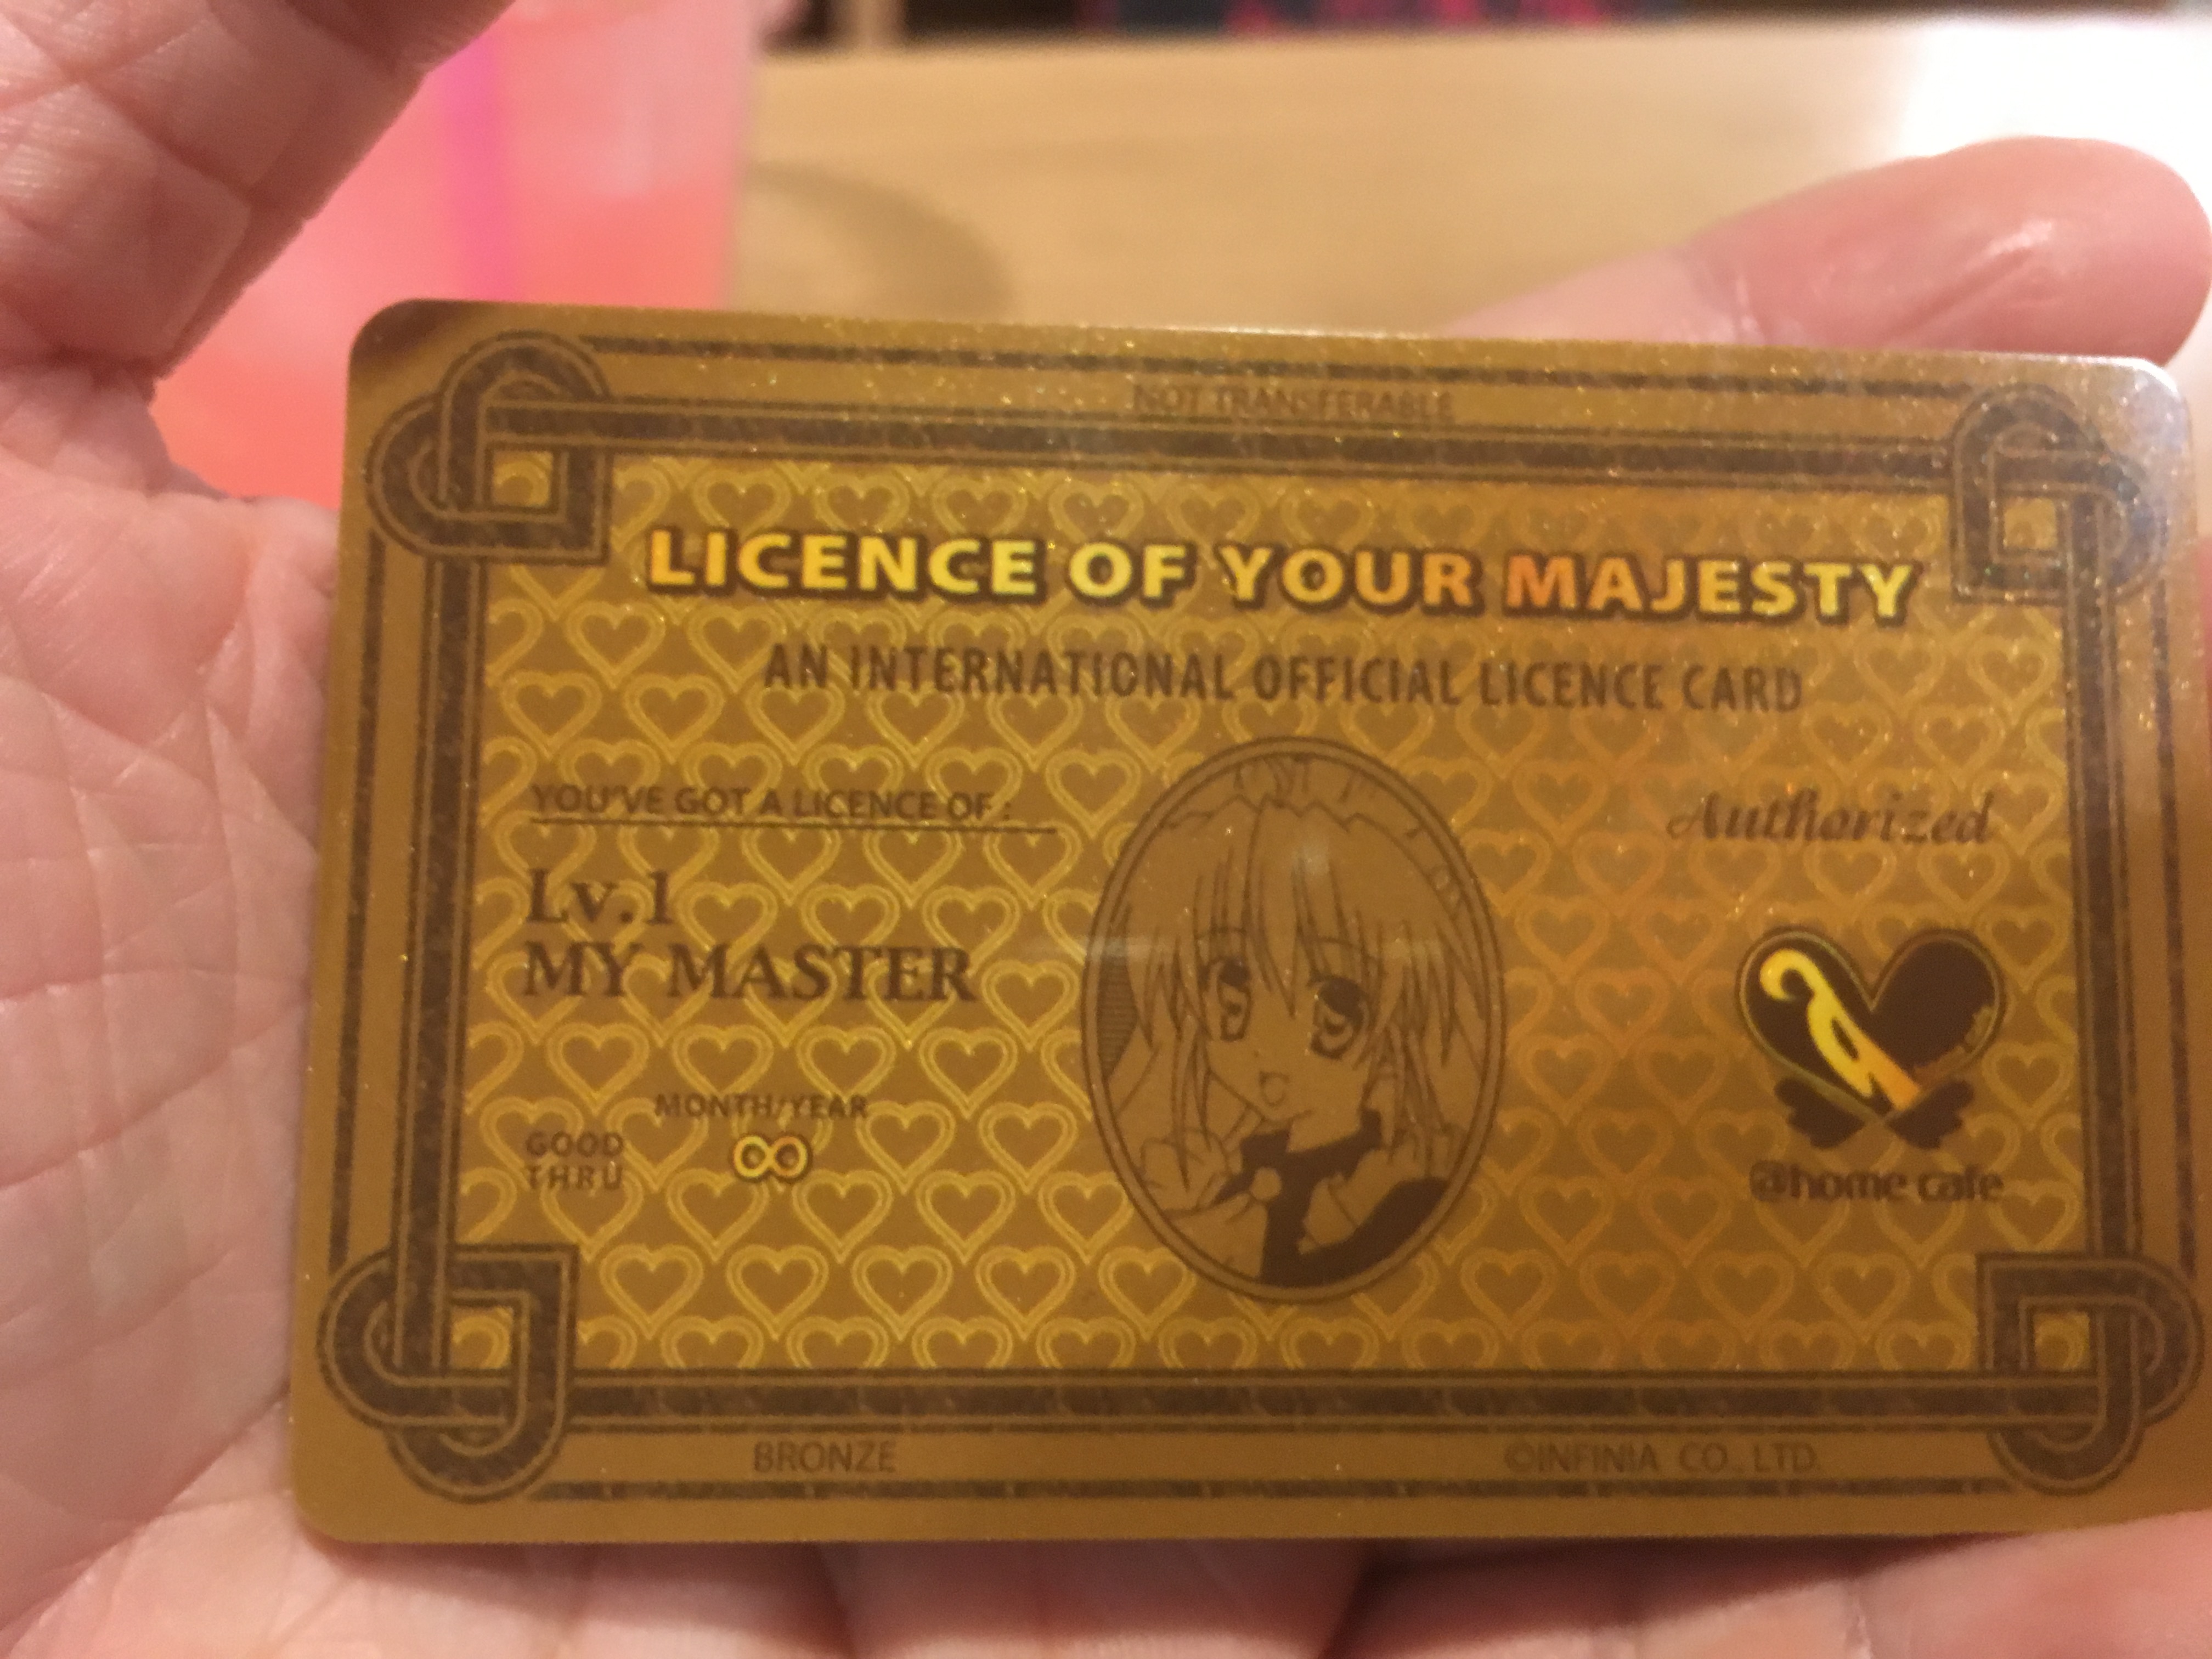 NOT TRANSFERABLE
LICENCE OF YOUR MAJESTY
AN INTERNATIONAL OFFICIAL LICENCE CARD
YOU'VE GOT A LICENCE OF :
Authorized
Lv.1
MY MASTER
MONTH/YEAR
GOOD
THRU
∞
@home cafe
BRONZE
©INFINIA CO., LTD.